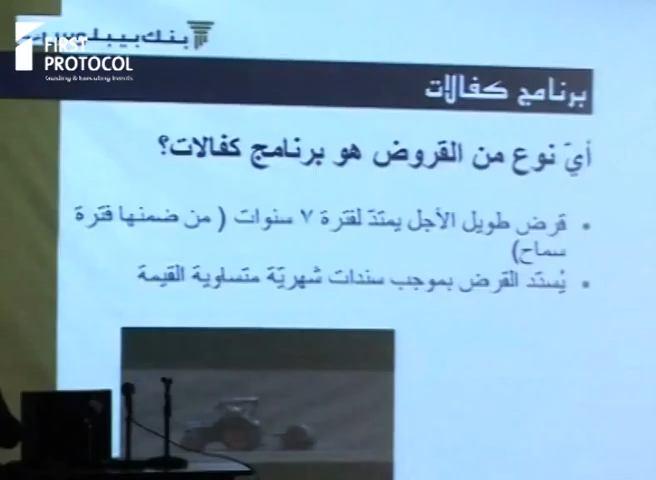 بنك بيبلوس
FIRST
PROTOCOL
برنامج كفالات
أيّ نوع من القروض هو برنامج كفالات؟
• قرض طويل الأجل يمتدّ لفترة ٧ سنوات ( من ضمنها فترة
سماح)
• يُسدّد القرض بموجب سندات شهريّة متساوية القيمة